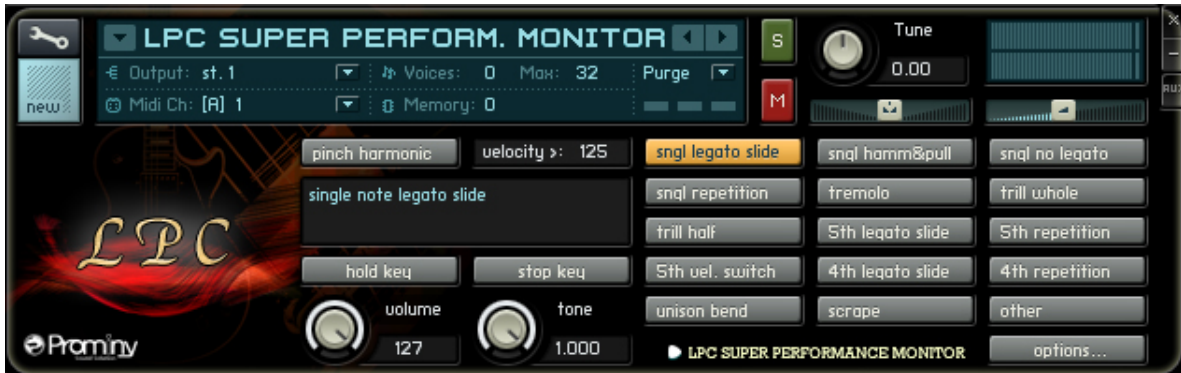 LPC SUPER PERFORM. MONITOR
S
Tune
0.00
Output: st. 1
Voices: 0 Max: 32
Purge
new
Midi Ch: [A] 1
Memory: 0
M
AUX
pinch harmonic
velocity >: 125
sngl legato slide
sngl hamm&pull
sngl no legato
single note legato slide
sngl repetition
tremolo
trill whole
LPC
trill half
5th legato slide
5th repetition
hold key
stop key
5th vel. switch
4th legato slide
4th repetition
volume
tone
unison bend
scrape
other
Prominy
127
1.000
LPC SUPER PERFORMANCE MONITOR
options...